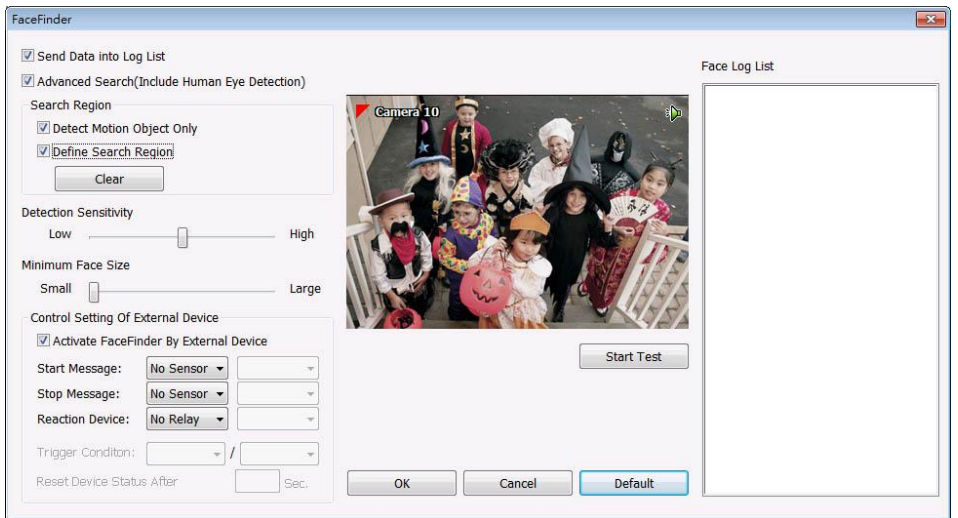 FaceFinder
Send Data into Log List
Advanced Search(Include Human Eye Detection)
Search Region
Detect Motion Object Only
Define Search Region
Clear
Detection Sensitivity
Low High
Minimum Face Size
Small Large
Control Setting Of External Device
Activate FaceFinder By External Device
Start Message: No Sensor
Stop Message: No Sensor
Reaction Device: No Relay
Trigger Conditon: /
Reset Device Status After Sec.
Camera 10
Start Test
OK Cancel Default
Face Log List